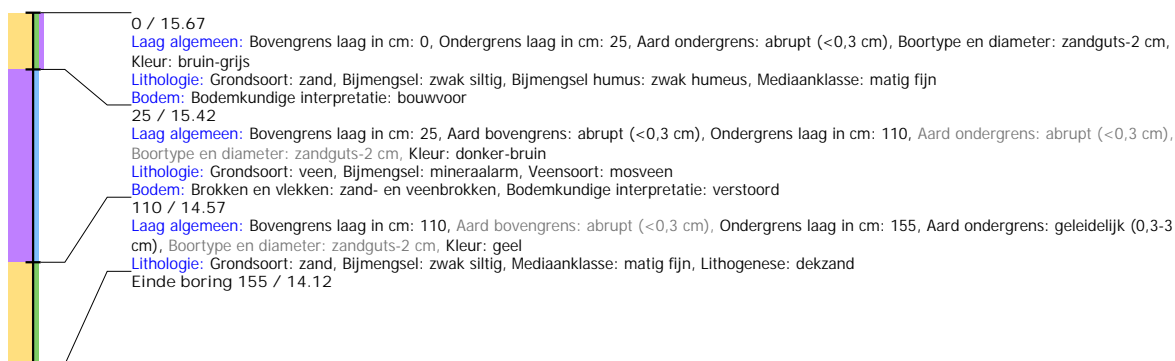 0 / 15.67
Laag algemeen: Bovengrens laag in cm: 0, Ondergrens laag in cm: 25, Aard ondergrens: abrupt (<0,3 cm), Boortype en diameter: zandguts-2 cm,
Kleur: bruin-grijs
Lithologie: Grondsoort: zand, Bijmengsel: zwak siltig, Bijmengsel humus: zwak humeus, Mediaanklasse: matig fijn
Bodem: Bodemkundige interpretatie: bouwvoor
25 / 15.42
Laag algemeen: Bovengrens laag in cm: 25, Aard bovengrens: abrupt (<0,3 cm), Ondergrens laag in cm: 110, Aard ondergrens: abrupt (<0,3 cm),
Boortype en diameter: zandguts-2 cm, Kleur: donker-bruin
Lithologie: Grondsoort: veen, Bijmengsel: mineraalarm, Veensoort: mosveen
Bodem: Brokken en vlekken: zand- en veenbrokken, Bodemkundige interpretatie: verstoord
110 / 14.57
Laag algemeen: Bovengrens laag in cm: 110, Aard bovengrens: abrupt (<0,3 cm), Ondergrens laag in cm: 155, Aard ondergrens: geleidelijk (0,3-3
cm), Boortype en diameter: zandguts-2 cm, Kleur: geel
Lithologie: Grondsoort: zand, Bijmengsel: zwak siltig, Mediaanklasse: matig fijn, Lithogenese: dekzand
Einde boring 155 / 14.12